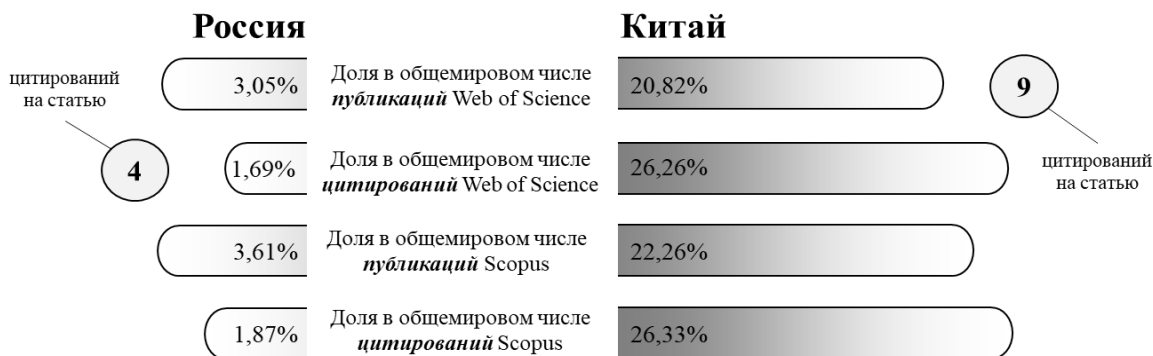 Россия
Китай
цитирований
на статью
4
3,05%
Доля в общемировом числе
публикаций Web of Science
20,82%
9
цитирований
на статью
1,69%
Доля в общемировом числе
цитирований Web of Science
26,26%
3,61%
Доля в общемировом числе
публикаций Scopus
22,26%
1,87%
Доля в общемировом числе
цитирований Scopus
26,33%